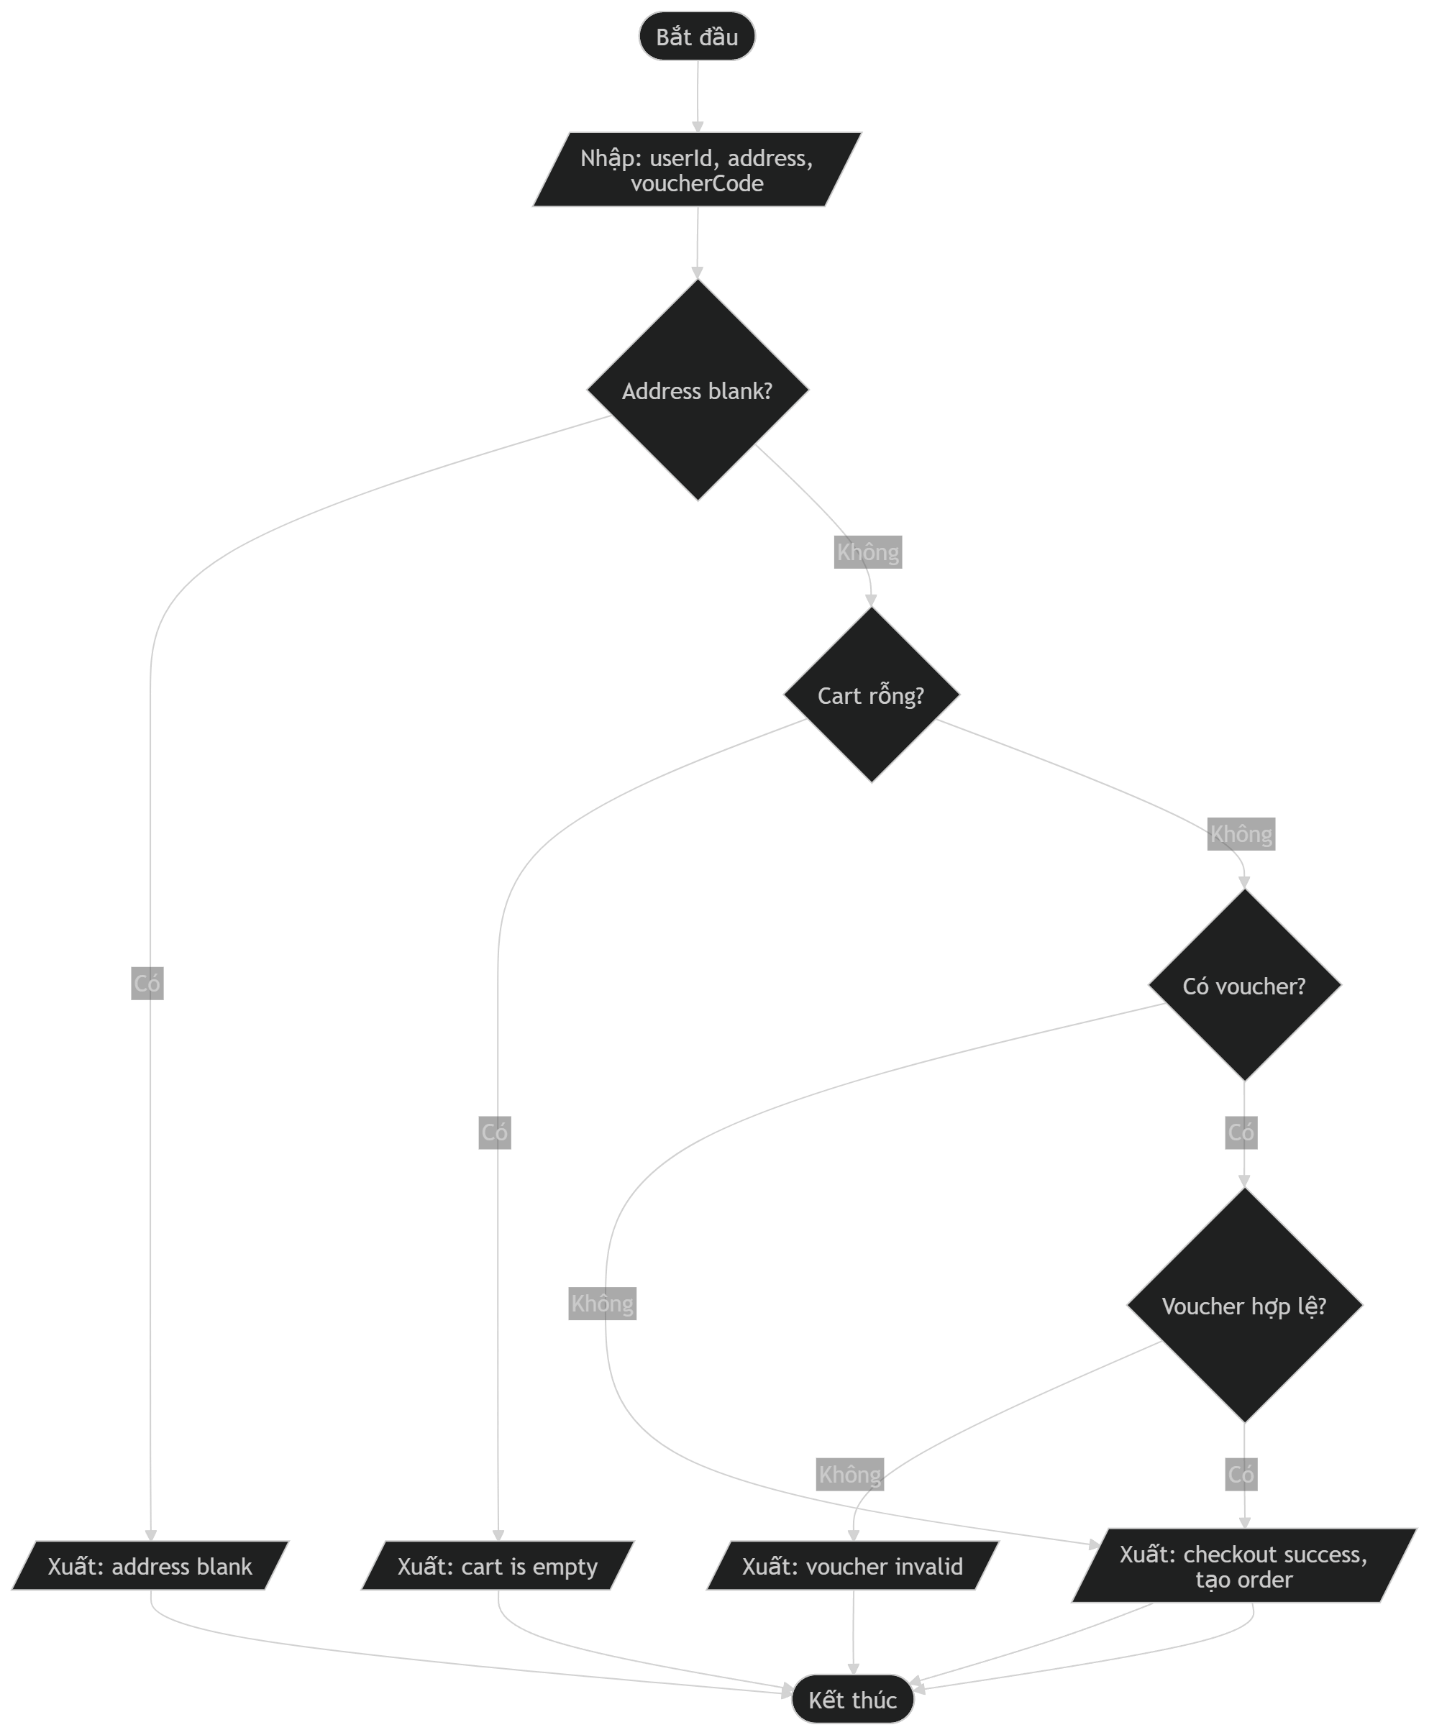 Bắt đầu
Nhập: userId, address,
voucherCode
Address blank?
Không
Cart rỗng?
Không
Có
Có voucher?
Có
Có
Không
Voucher hợp lệ?
Không
Có
Xuất: address blank
Xuất: cart is empty
Xuất: voucher invalid
Xuất: checkout success,
tạo order
Kết thúc